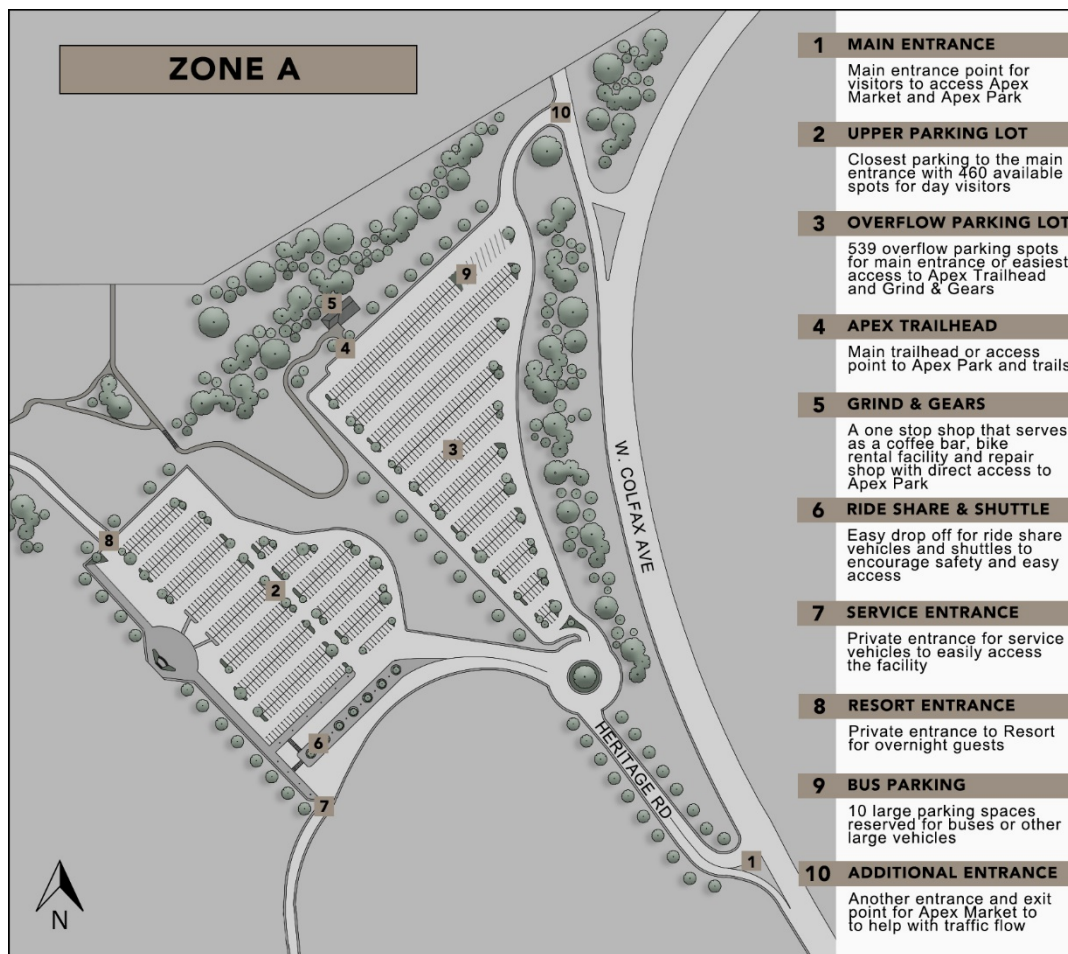 ZONE A
10
9
5
4
3
8
2
6
7
1
W. COLFAX AVE
HERITAGE RD
N
1 MAIN ENTRANCE
Main entrance point for
visitors to access Apex
Market and Apex Park
2 UPPER PARKING LOT
Closest parking to the main
entrance with 460 available
spots for day visitors
3 OVERFLOW PARKING LOT
539 overflow parking spots
for main entrance or easiest
access to Apex Trailhead
and Grind & Gears
4 APEX TRAILHEAD
Main trailhead or access
point to Apex Park and trails
5 GRIND & GEARS
A one stop shop that serves
as a coffee bar, bike
rental facility and repair
shop with direct access to
Apex Park
6 RIDE SHARE & SHUTTLE
Easy drop off for ride share
vehicles and shuttles to
encourage safety and easy
access
7 SERVICE ENTRANCE
Private entrance for service
vehicles to easily access
the facility
8 RESORT ENTRANCE
Private entrance to Resort
for overnight guests
9 BUS PARKING
10 large parking spaces
reserved for buses or other
large vehicles
10 ADDITIONAL ENTRANCE
Another entrance and exit
point for Apex Market to
to help with traffic flow